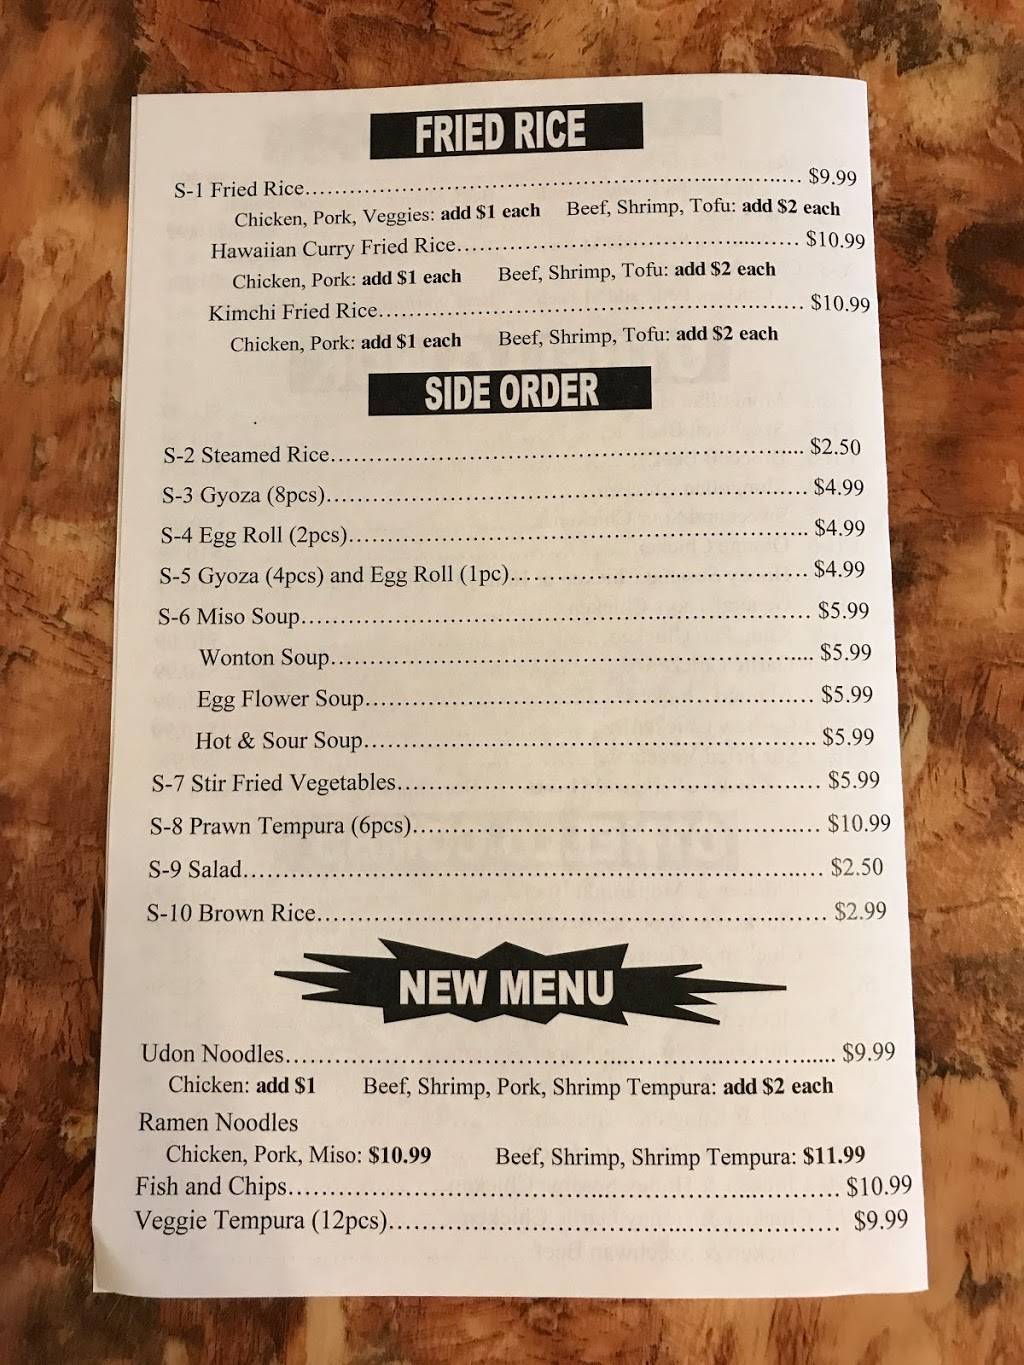 FRIED RICE
S-1 Fried Rice................................................................ $9.99
Chicken, Pork, Veggies: add $1 each Beef, Shrimp, Tofu: add $2 each
Hawaiian Curry Fried Rice................................................ $10.99
Chicken, Pork: add $1 each Beef, Shrimp, Tofu: add $2 each
Kimchi Fried Rice............................................................ $10.99
Chicken, Pork: add $1 each Beef, Shrimp, Tofu: add $2 each
SIDE ORDER
S-2 Steamed Rice............................................................ $2.50
S-3 Gyoza (8pcs)............................................................ $4.99
S-4 Egg Roll (2pcs)......................................................... $4.99
S-5 Gyoza (4pcs) and Egg Roll (1pc).................................... $4.99
S-6 Miso Soup................................................................ $5.99
Wonton Soup............................................................ $5.99
Egg Flower Soup........................................................ $5.99
Hot & Sour Soup........................................................ $5.99
S-7 Stir Fried Vegetables.................................................. $5.99
S-8 Prawn Tempura (6pcs)................................................ $10.99
S-9 Salad...................................................................... $2.50
S-10 Brown Rice............................................................ $2.99
NEW MENU
Udon Noodles................................................................ $9.99
Chicken: add $1 Beef, Shrimp, Pork, Shrimp Tempura: add $2 each
Ramen Noodles
Chicken, Pork, Miso: $10.99 Beef, Shrimp, Shrimp Tempura: $11.99
Fish and Chips................................................................ $10.99
Veggie Tempura (12pcs).................................................... $9.99